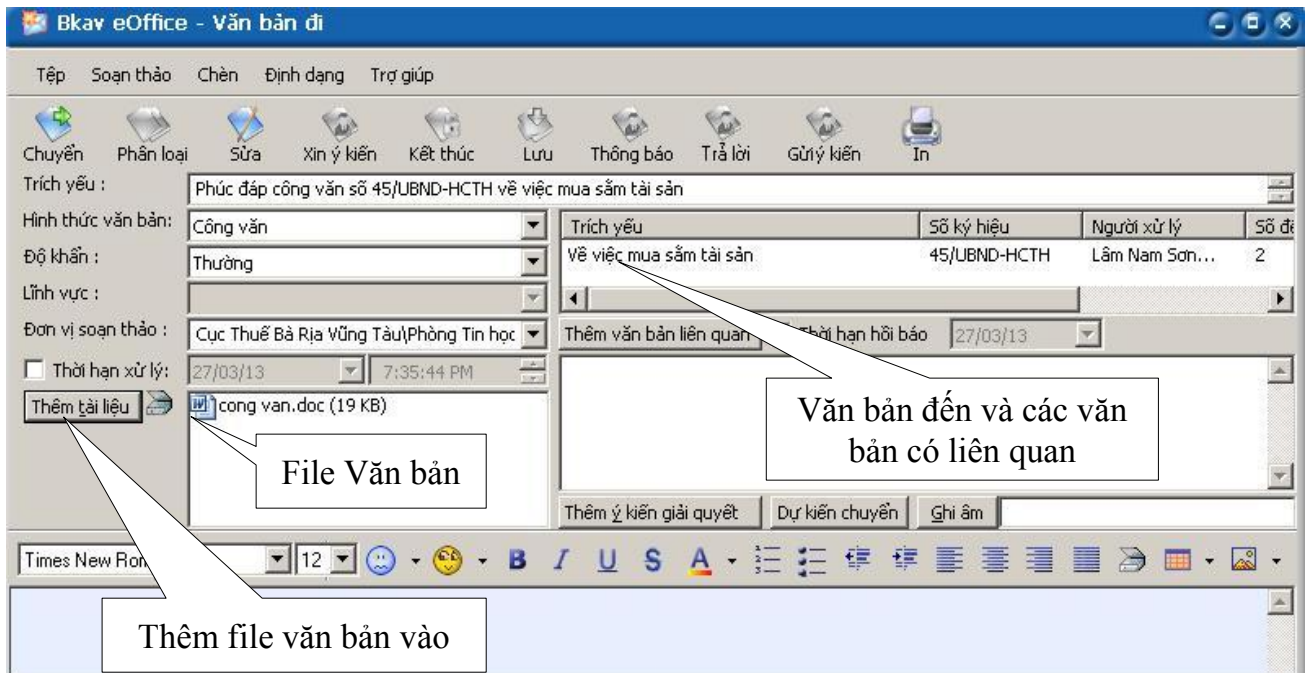 Bkav eOffice - Văn bản đi
Tệp Soạn thảo Chèn Định dạng Trợ giúp
Chuyển Phân loại Sửa Xin ý kiến Kết thúc Lưu Thông báo Trả lời Gửi ý kiến In
Trích yếu : Phúc đáp công văn số 45/UBND-HCTH về việc mua sắm tài sản
Hình thức văn bản: Công văn
Độ khẩn : Thường
Lĩnh vực :
Đơn vị soạn thảo : Cục Thuế Bà Rịa Vũng Tàu\Phòng Tin học
Thời hạn xử lý: 27/03/13 7:35:44 PM
Thêm tài liệu cong van.doc (19 KB)
File Văn bản
Trích yếu Số ký hiệu Người xử lý Số đế
Về việc mua sắm tài sản 45/UBND-HCTH Lâm Nam Sơn... 2
Thêm văn bản liên quan Thời hạn hồi báo 27/03/13
Văn bản đến và các văn
bản có liên quan
Thêm ý kiến giải quyết Dự kiến chuyển Ghi âm
Times New Rom 12 B I U S A
Thêm file văn bản vào